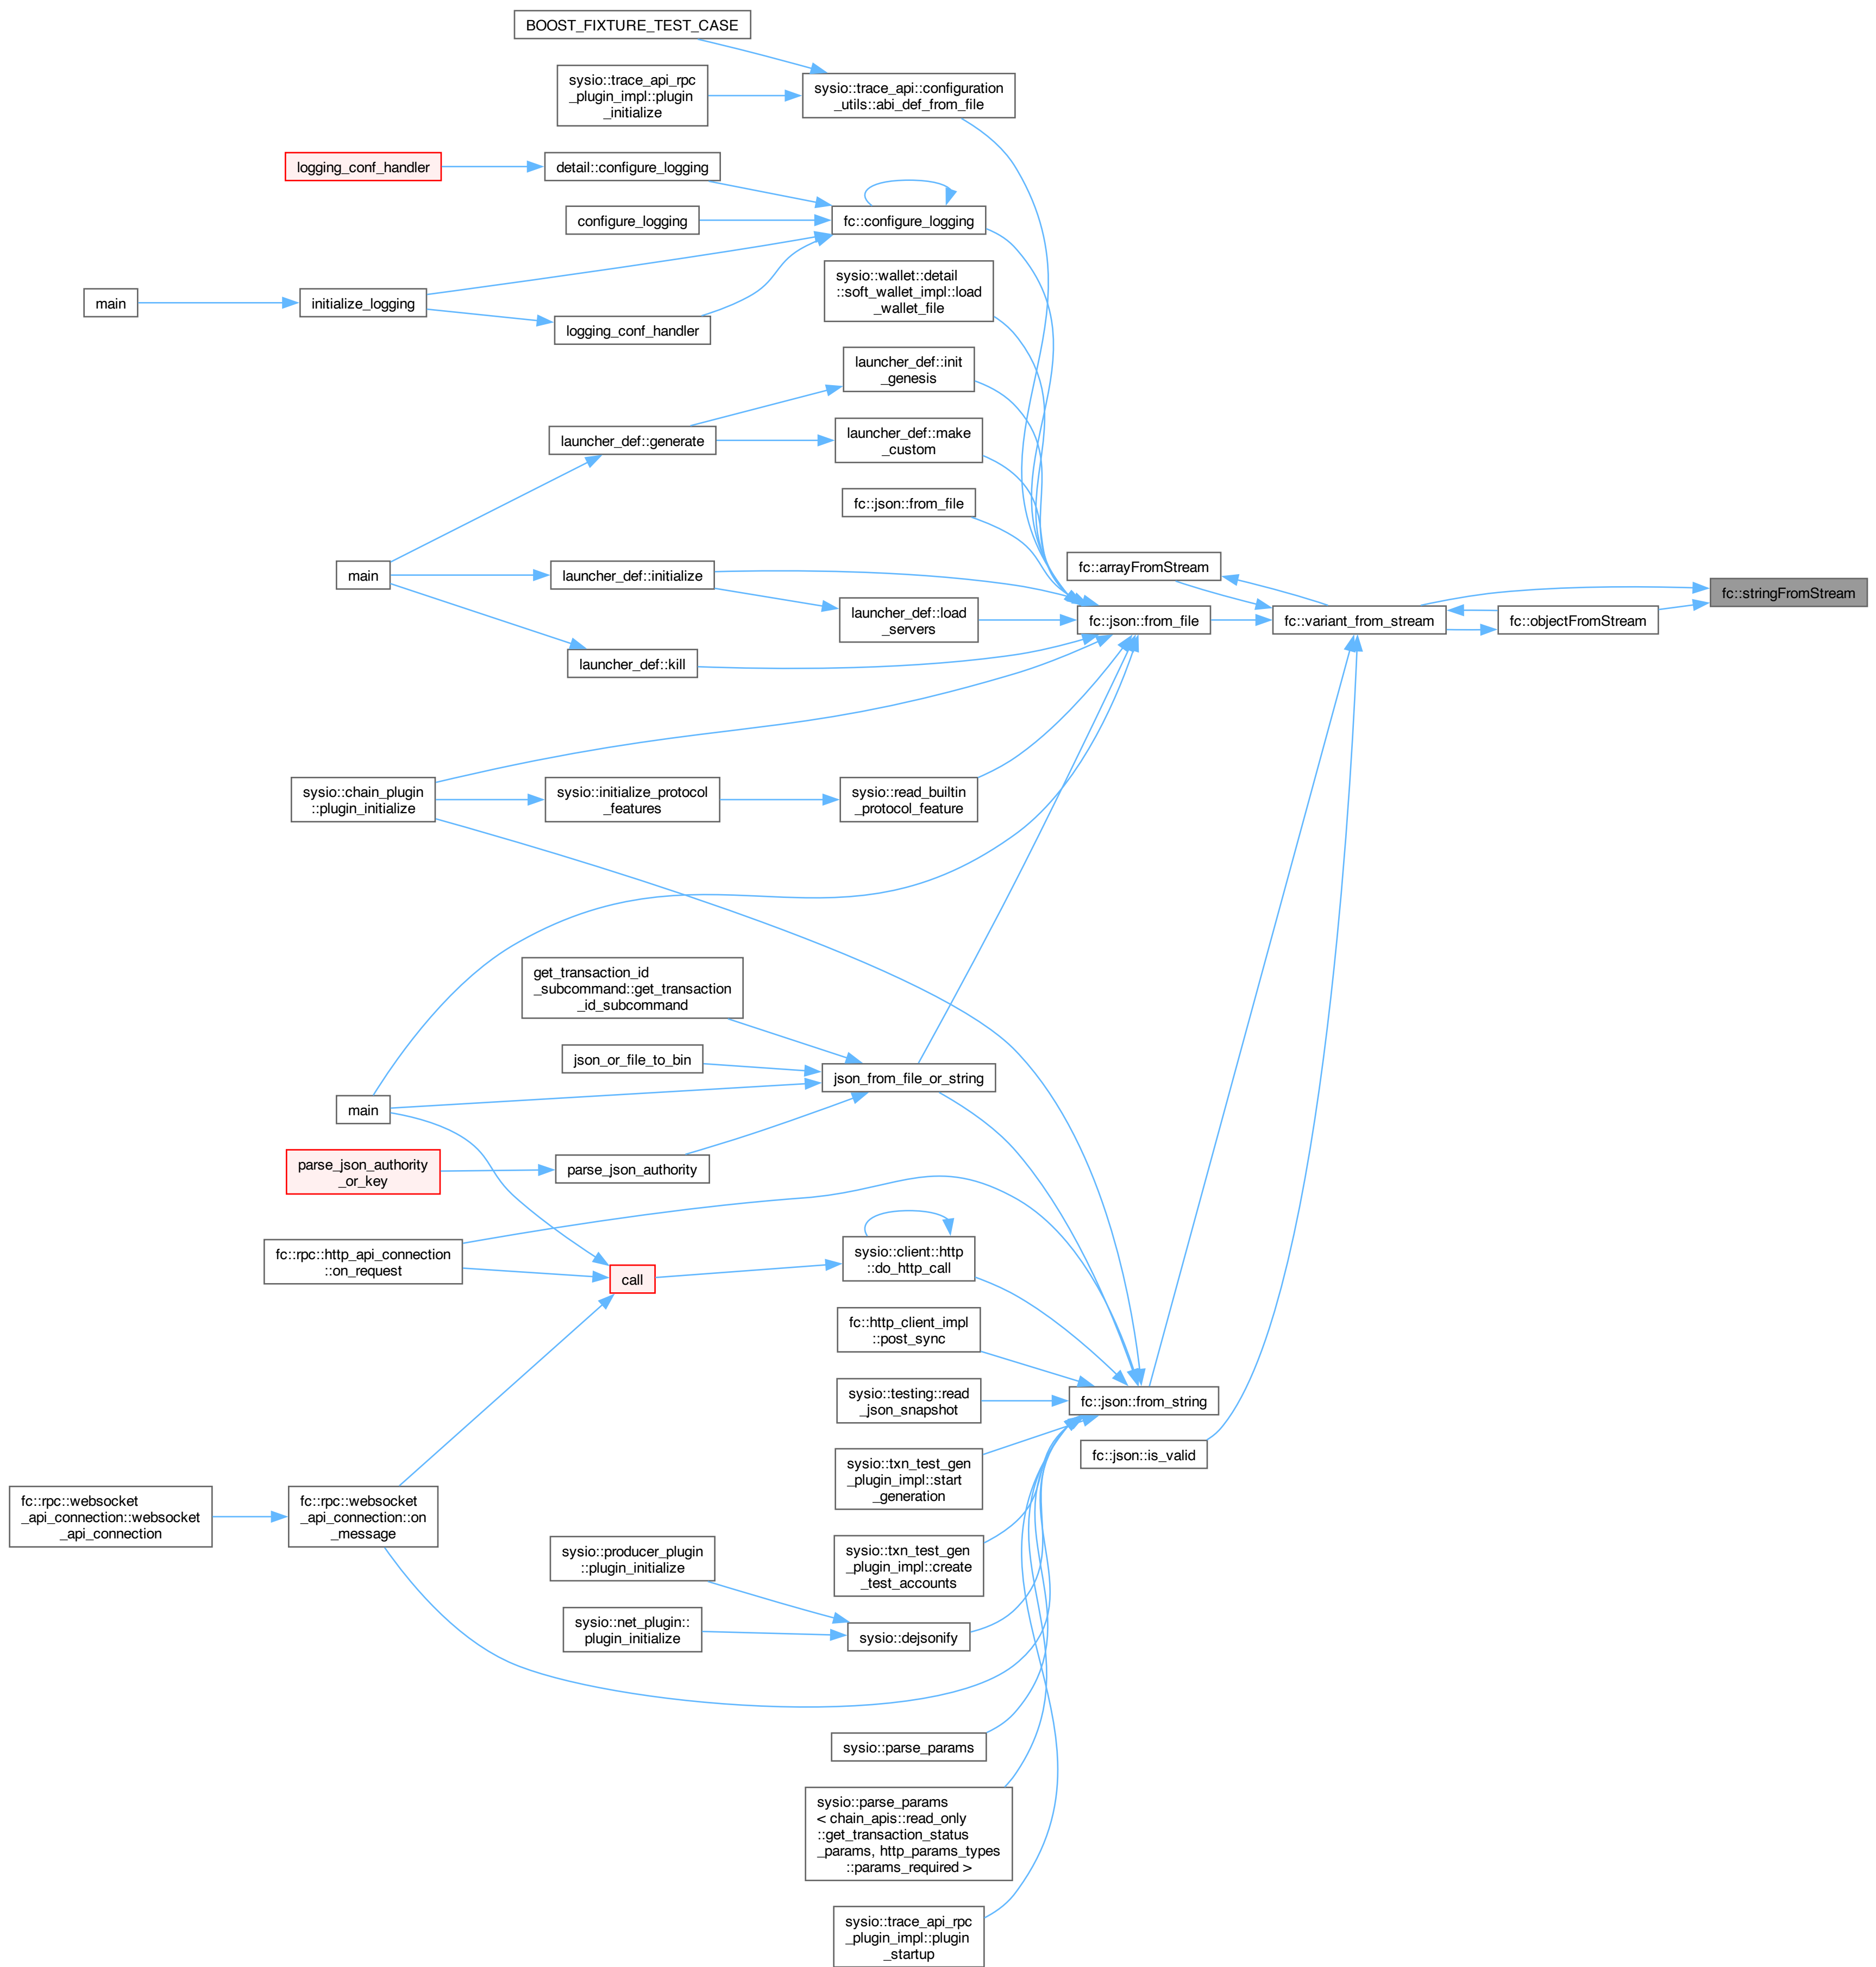 BOOST_FIXTURE_TEST_CASE
sysio::trace_api_rpc
_plugin_impl::plugin
_initialize
sysio::trace_api::configuration
_utils::abi_def_from_file
logging_conf_handler
detail::configure_logging
configure_logging
fc::configure_logging
sysio::wallet::detail
::soft_wallet_impl::load
_wallet_file
main
initialize_logging
logging_conf_handler
launcher_def::init
_genesis
launcher_def::generate
launcher_def::make
_custom
fc::json::from_file
main
launcher_def::initialize
launcher_def::load
_servers
launcher_def::kill
fc::arrayFromStream
fc::json::from_file
fc::variant_from_stream
fc::stringFromStream
fc::objectFromStream
sysio::chain_plugin
::plugin_initialize
sysio::initialize_protocol
_features
sysio::read_builtin
_protocol_feature
get_transaction_id
_subcommand::get_transaction
_id_subcommand
json_or_file_to_bin
json_from_file_or_string
main
parse_json_authority
_or_key
parse_json_authority
fc::rpc::http_api_connection
::on_request
call
sysio::client::http
::do_http_call
fc::http_client_impl
::post_sync
sysio::testing::read
_json_snapshot
fc::json::from_string
fc::json::is_valid
sysio::txn_test_gen
_plugin_impl::start
_generation
fc::rpc::websocket
_api_connection::websocket
_api_connection
fc::rpc::websocket
_api_connection::on
_message
sysio::txn_test_gen
_plugin_impl::create
_test_accounts
sysio::producer_plugin
::plugin_initialize
sysio::net_plugin::
plugin_initialize
sysio::dejsonify
sysio::parse_params
sysio::parse_params
< chain_apis::read_only
::get_transaction_status
_params, http_params_types
::params_required >
sysio::trace_api_rpc
_plugin_impl::plugin
_startup